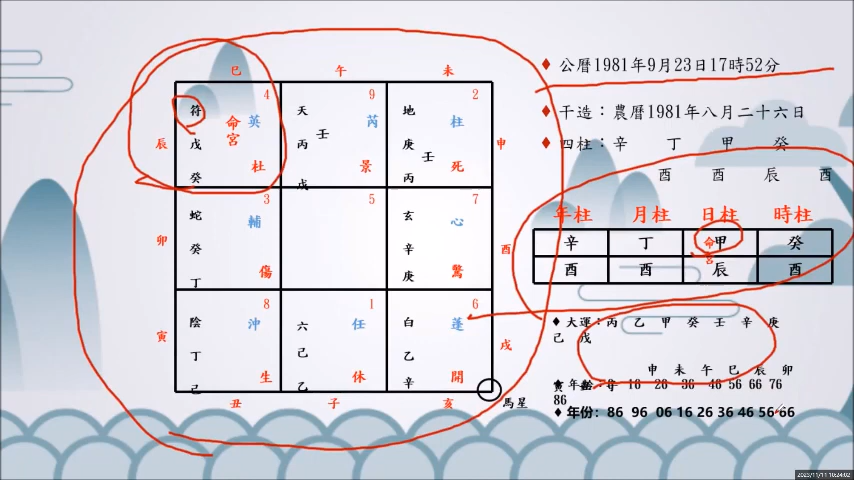 巳 午 未
符 4 天 9 地 2
命 英 芮 柱
宮 壬
辰 戊 丙 庚 壬 申
癸 杜 戊 景 丙 死
蛇 3 5 玄 7
輔 心
卯 癸 辛 酉
丁 傷 庚 驚
陰 8 六 1 白 6
沖 任 蓬
寅 丁 己 乙 戌
己 生 乙 休 辛 開
丑 子 亥 馬星
公曆1981年9月23日17時52分
干造：農曆1981年八月二十六日
四柱：辛 丁 甲 癸
酉 酉 辰 酉
年柱 月柱 日柱 時柱
辛 丁 命宮 甲 癸
酉 酉 辰 酉
大運：丙 乙 甲 癸 壬 辛 庚
己 戊
申 未 午 巳 辰 卯
年齡： 16 26 36 46 56 66 76
86
年份：86 96 06 16 26 36 46 56 66
2025/11/11 10:24:02